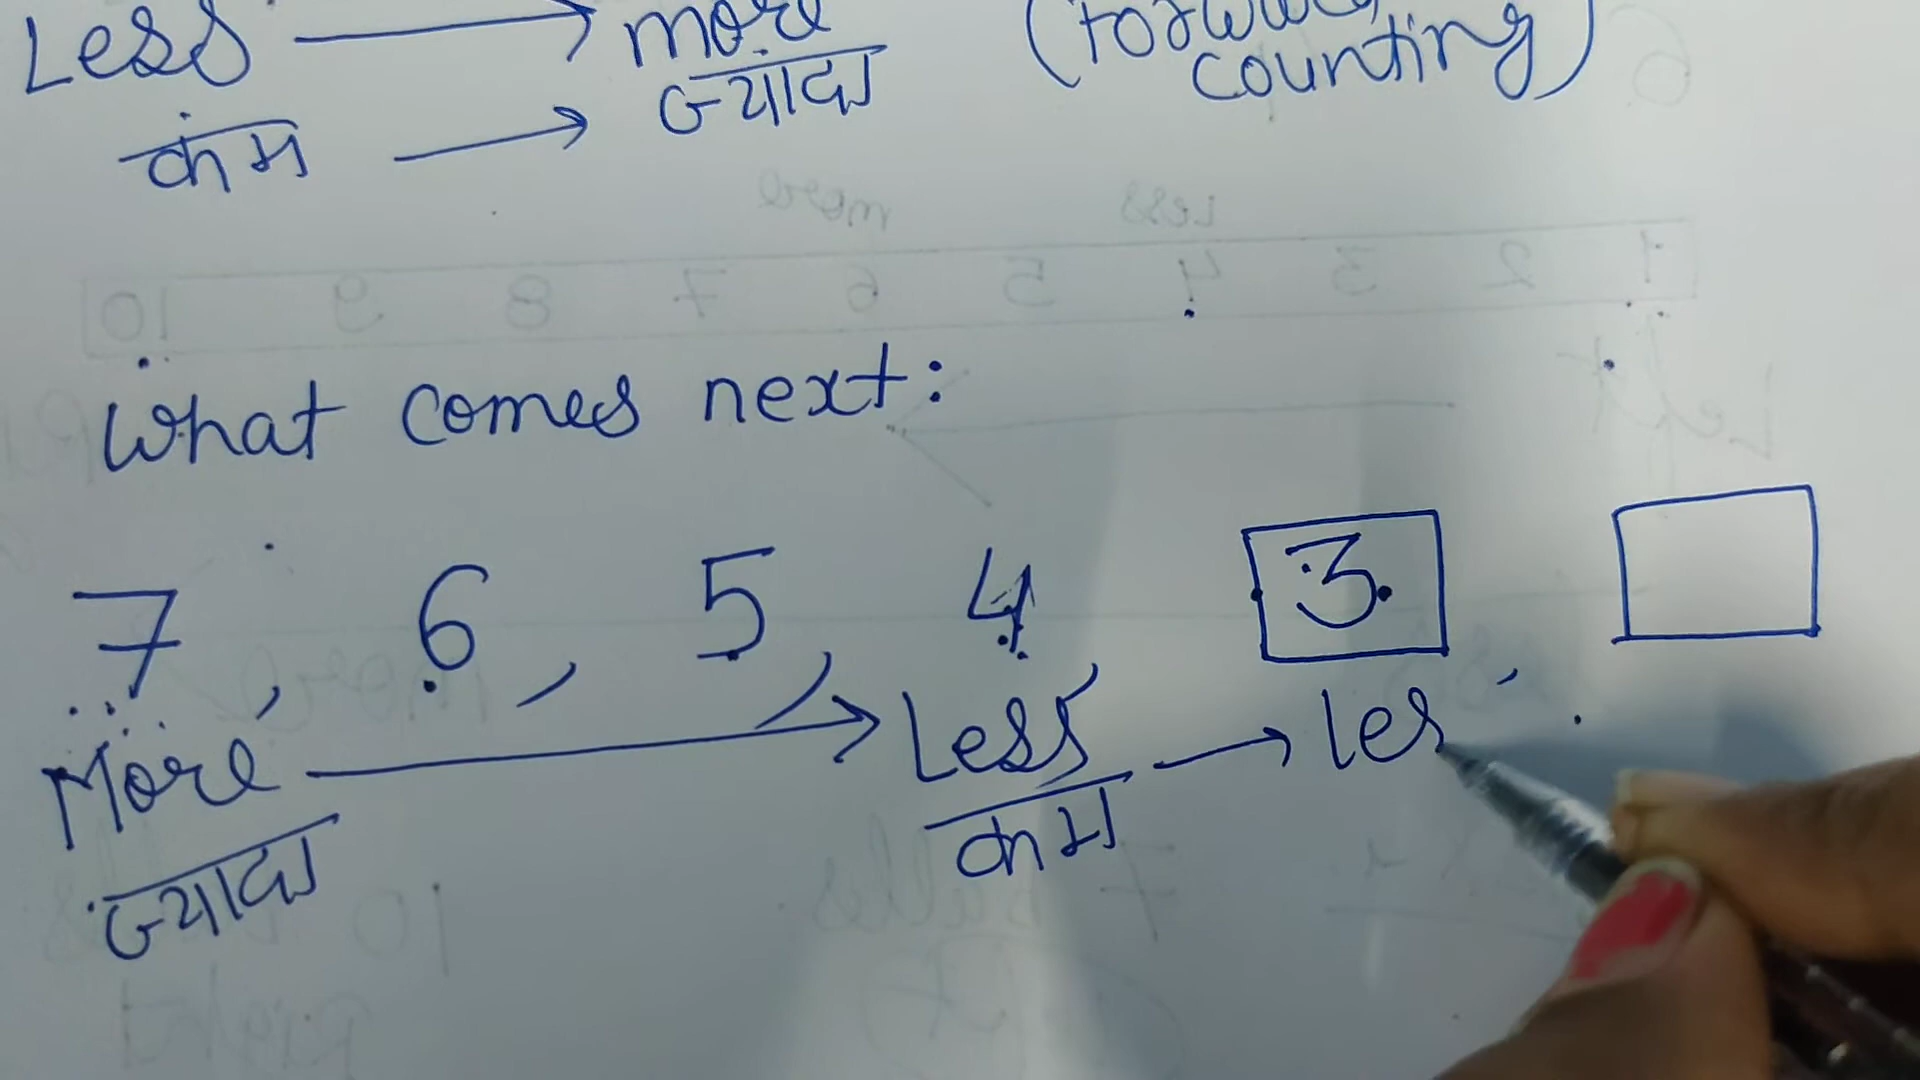 Less → more (forward
counting)
कम → ज्यादा
What comes next:
7, 6, 5, 4, 3,
More → Less → les
ज्यादा कम